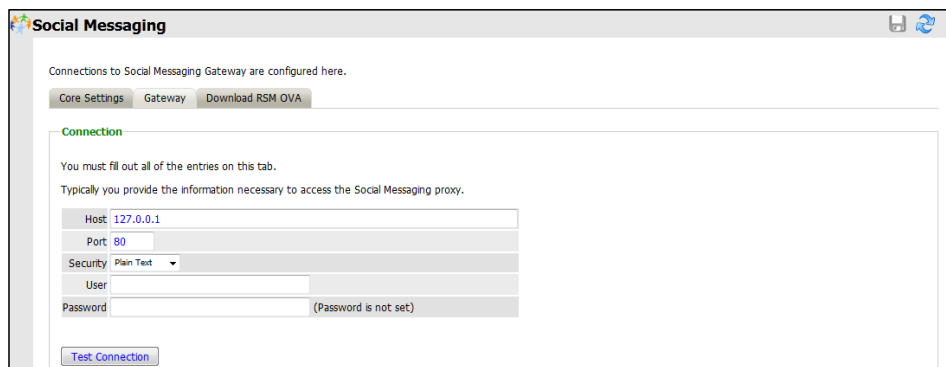 Social Messaging
Connections to Social Messaging Gateway are configured here.
Core Settings Gateway Download RSM OVA
Connection
You must fill out all of the entries on this tab.
Typically you provide the information necessary to access the Social Messaging proxy.
Host 127.0.0.1
Port 80
Security Plain Text
User
Password (Password is not set)
Test Connection